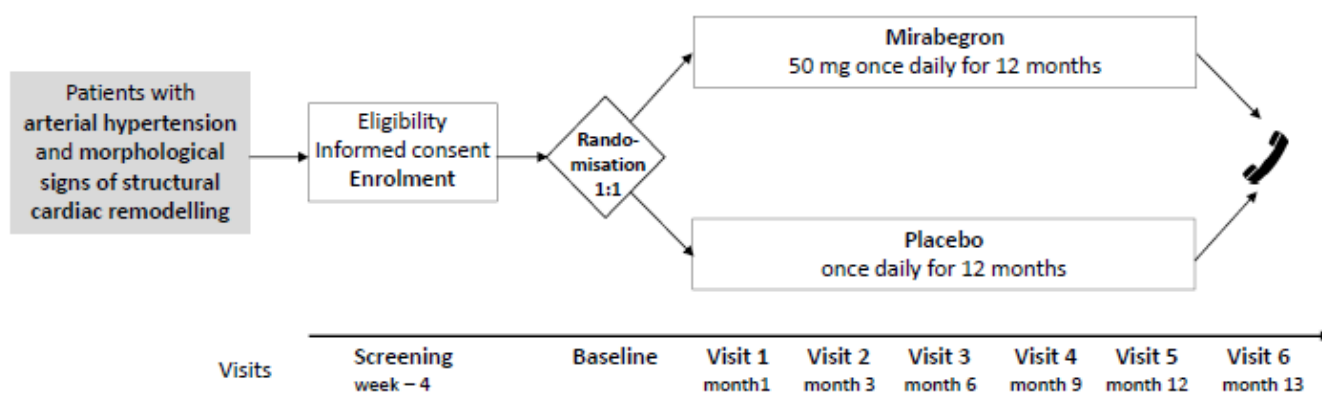 Patients with
arterial hypertension
and morphological
signs of structural
cardiac remodelling
Eligibility
Informed consent
Enrolment
Rando-
misation
1:1
Mirabegron
50 mg once daily for 12 months
Placebo
once daily for 12 months
Visits
Screening
week – 4
Baseline
Visit 1
month1
Visit 2
month 3
Visit 3
month 6
Visit 4
month 9
Visit 5
month 12
Visit 6
month 13